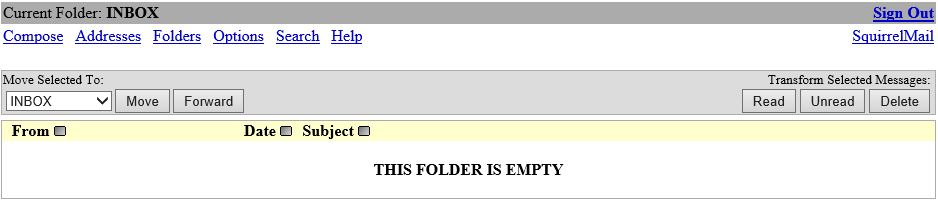 Current Folder: INBOX Sign Out
Compose Addresses Folders Options Search Help SquirrelMail
Move Selected To: Transform Selected Messages:
INBOX Move Forward Read Unread Delete
From Date Subject
THIS FOLDER IS EMPTY